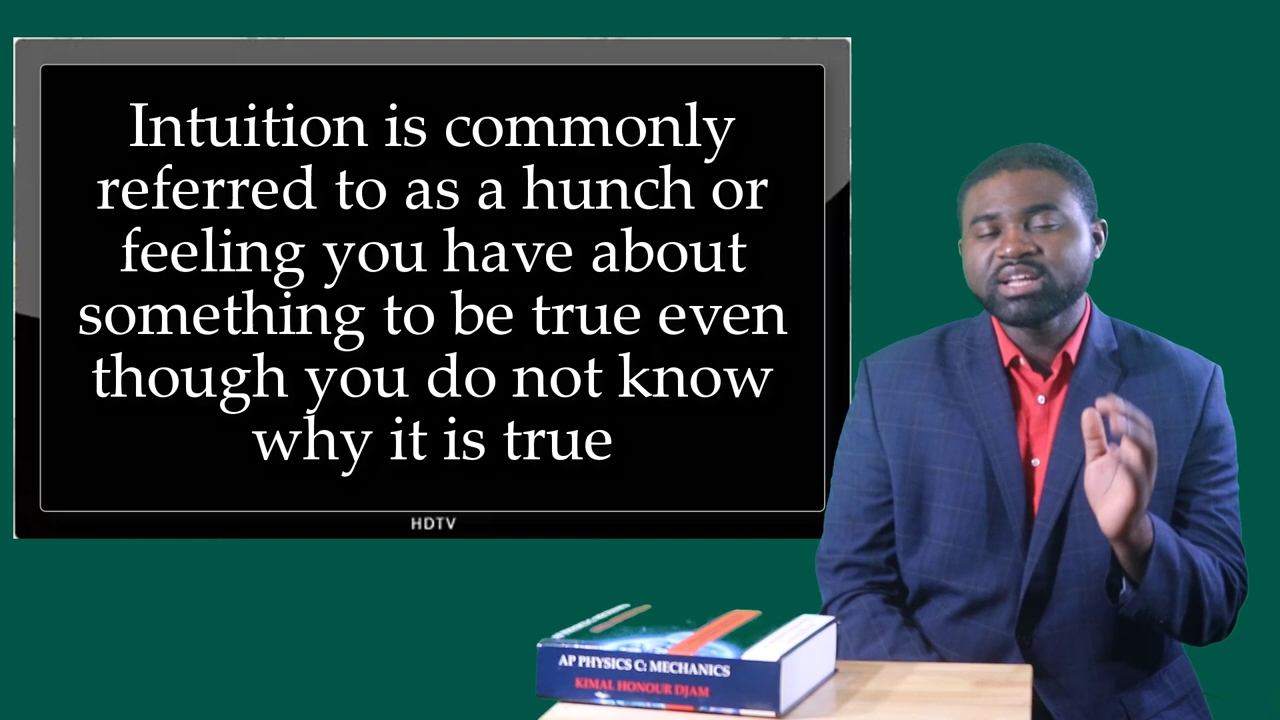 Intuition is commonly
referred to as a hunch or
feeling you have about
something to be true even
though you do not know
why it is true
HDTV
AP PHYSICS C: MECHANICS
KIMAL HONOUR DJAM